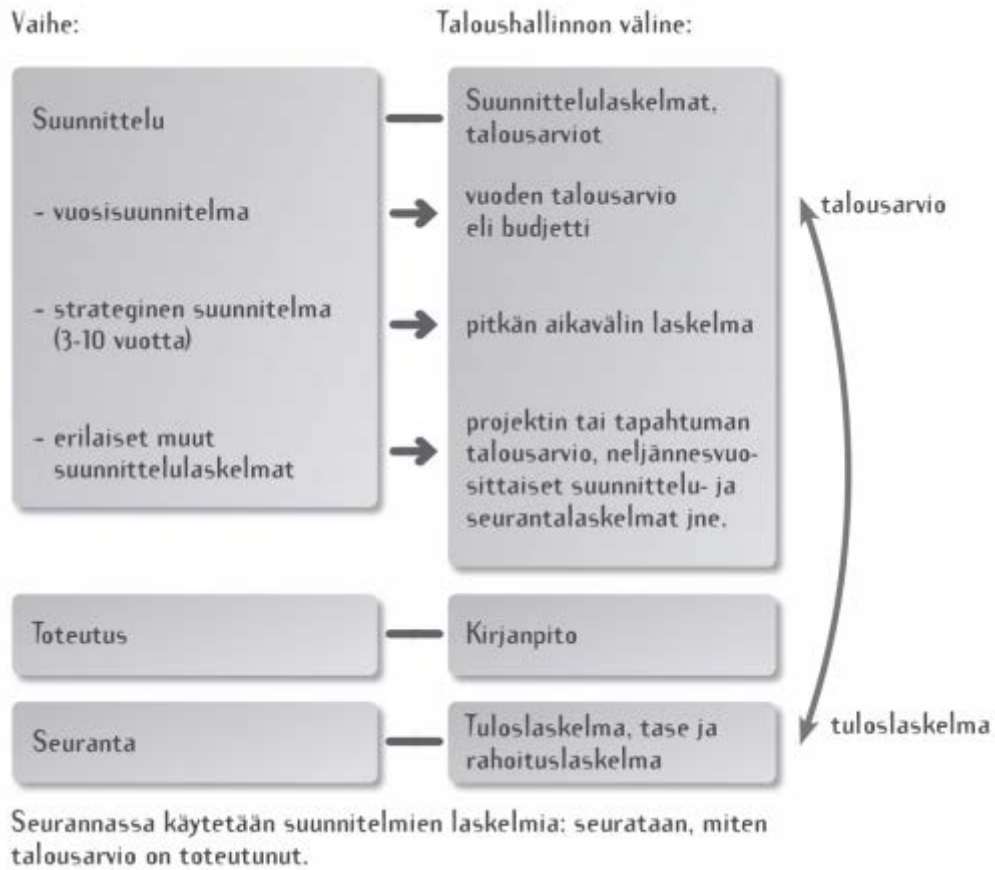 Vaihe:
Taloushallinnon väline:
Suunnittelu
Suunnittelulaskelmat,
talousarviot
- vuosisuunnitelma
vuoden talousarvio
eli budjetti
talousarvio
- strateginen suunnitelma
(3-10 vuotta)
pitkän aikavälin laskelma
- erilaiset muut
suunnittelulaskelmat
projektin tai tapahtuman
talousarvio, neljännesvuo-
sittaiset suunnittelu- ja
seurantalaskelmat jne.
Toteutus
Kirjanpito
Seuranta
Tuloslaskelma, tase ja
rahoituslaskelma
tuloslaskelma
Seurannassa käytetään suunnitelmien laskelmia: seurataan, miten
talousarvio on toteutunut.